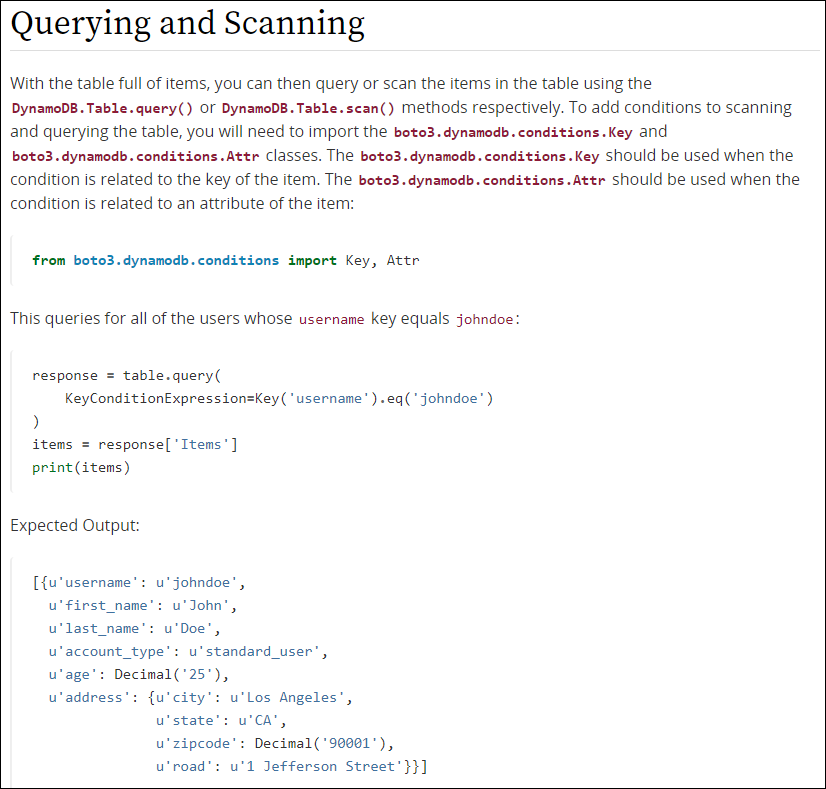 Querying and Scanning
With the table full of items, you can then query or scan the items in the table using the
DynamoDB.Table.query() or DynamoDB.Table.scan() methods respectively. To add conditions to scanning
and querying the table, you will need to import the boto3.dynamodb.conditions.Key and
boto3.dynamodb.conditions.Attr classes. The boto3.dynamodb.conditions.Key should be used when the
condition is related to the key of the item. The boto3.dynamodb.conditions.Attr should be used when the
condition is related to an attribute of the item:
from boto3.dynamodb.conditions import Key, Attr
This queries for all of the users whose username key equals johndoe:
response = table.query(
    KeyConditionExpression=Key('username').eq('johndoe')
)
items = response['Items']
print(items)
Expected Output:
[{u'username': u'johndoe',
  u'first_name': u'John',
  u'last_name': u'Doe',
  u'account_type': u'standard_user',
  u'age': Decimal('25'),
  u'address': {u'city': u'Los Angeles',
               u'state': u'CA',
               u'zipcode': Decimal('90001'),
               u'road': u'1 Jefferson Street'}}]